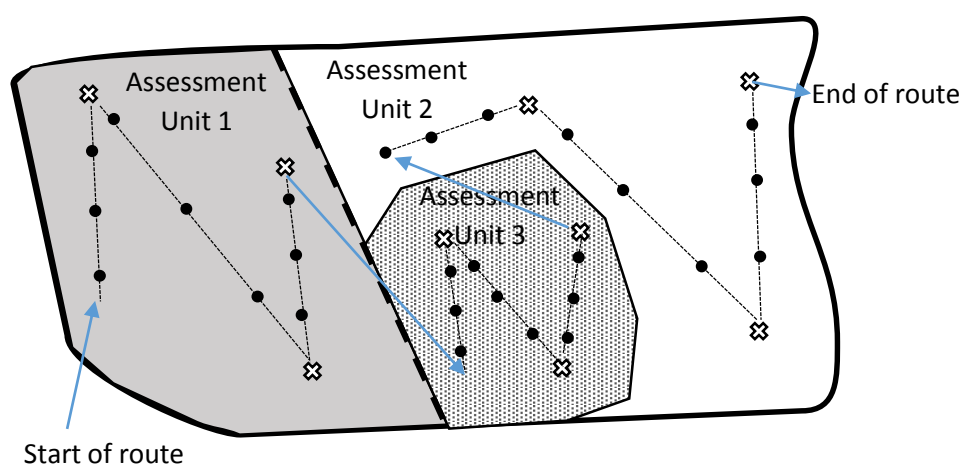 Assessment
Unit 1
Assessment
Unit 2
End of route
Assessment
Unit 3
Start of route